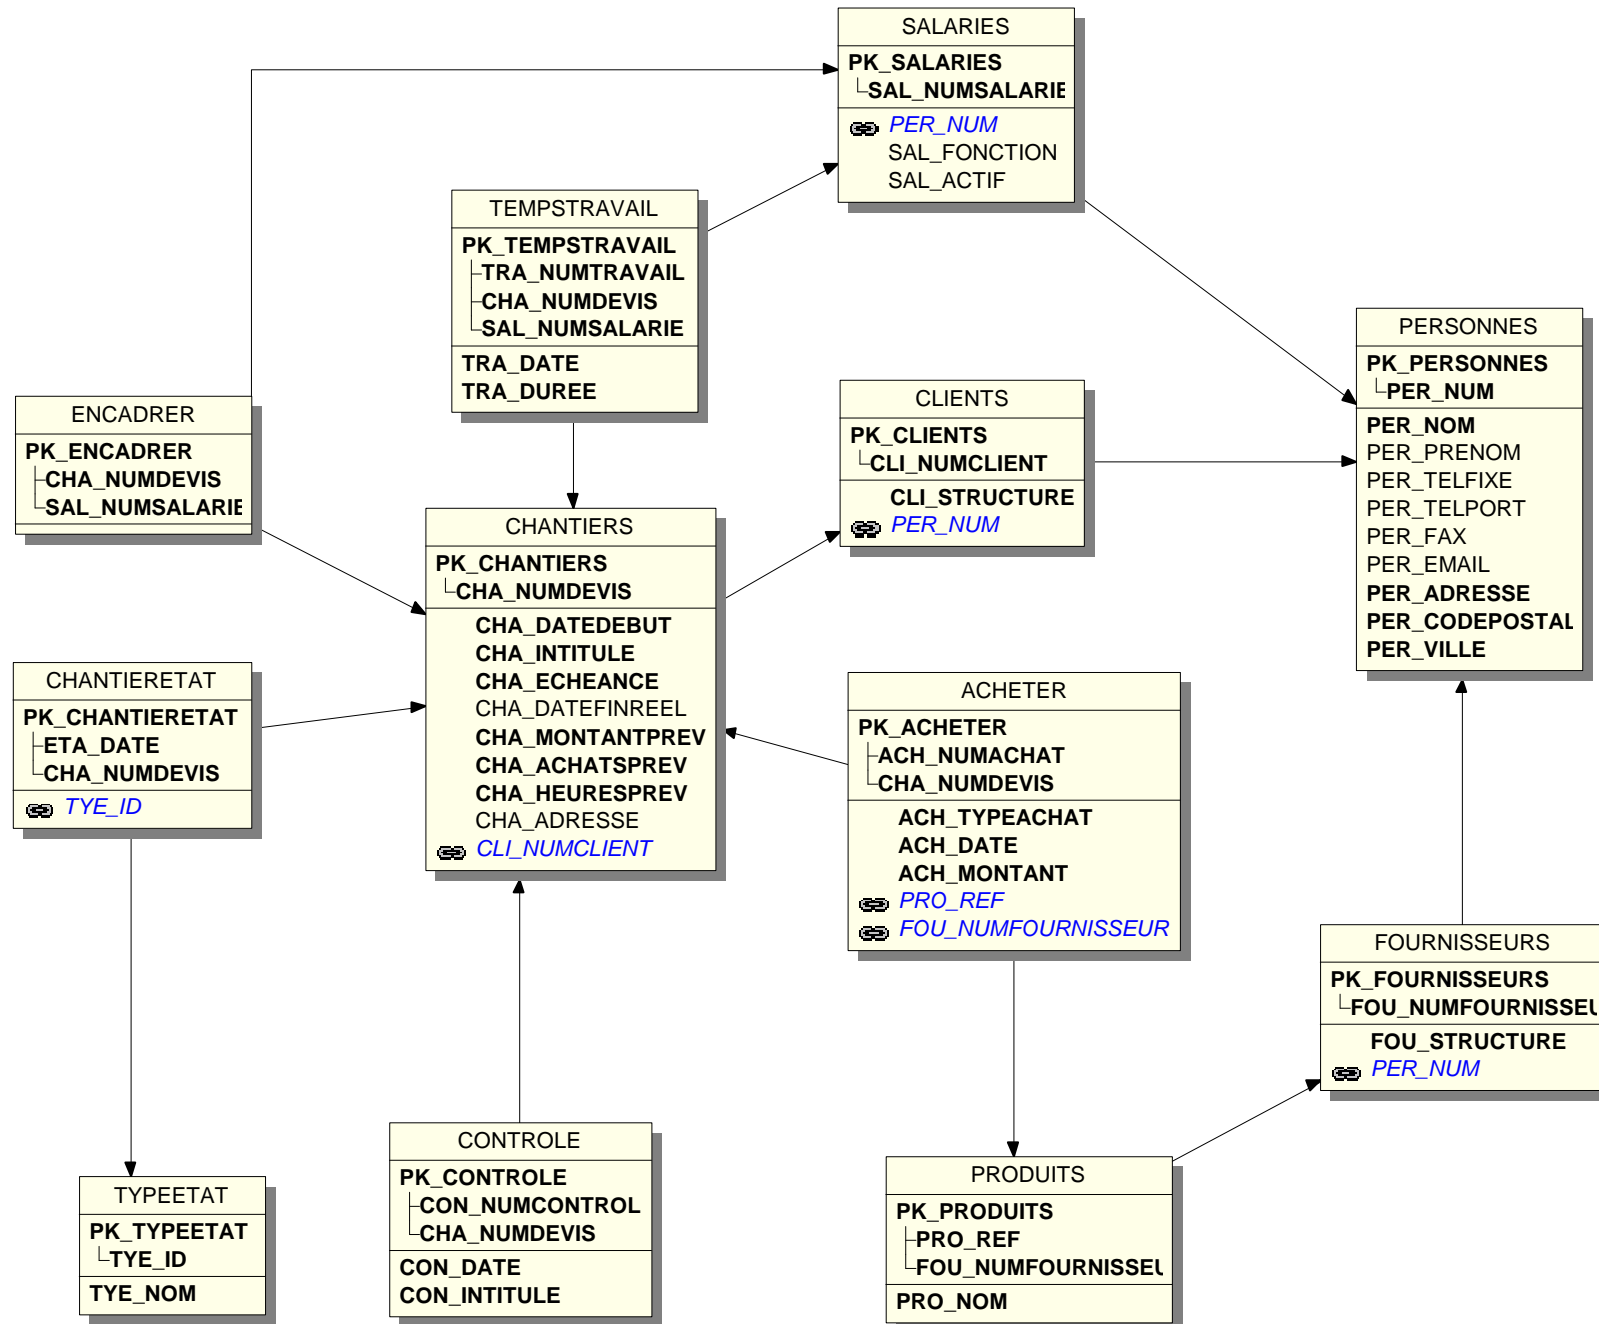 SALARIES
PK_SALARIES
SAL_NUMSALARIE
PER_NUM
SAL_FONCTION
SAL_ACTIF
TEMPSTRAVAIL
PK_TEMPSTRAVAIL
TRA_NUMTRAVAIL
CHA_NUMDEVIS
SAL_NUMSALARIE
TRA_DATE
TRA_DUREE
PERSONNES
PK_PERSONNES
PER_NUM
PER_NOM
PER_PRENOM
PER_TELFIXE
PER_TELPORT
PER_FAX
PER_EMAIL
PER_ADRESSE
PER_CODEPOSTAL
PER_VILLE
ENCADRER
PK_ENCADRER
CHA_NUMDEVIS
SAL_NUMSALARIE
CLIENTS
PK_CLIENTS
CLI_NUMCLIENT
CLI_STRUCTURE
PER_NUM
CHANTIERS
PK_CHANTIERS
CHA_NUMDEVIS
CHA_DATEDEBUT
CHA_INTITULE
CHA_ECHEANCE
CHA_DATEFINREEL
CHA_MONTANTPREV
CHA_ACHATSPREV
CHA_HEURESPREV
CHA_ADRESSE
CLI_NUMCLIENT
CHANTIERETAT
PK_CHANTIERETAT
ETA_DATE
CHA_NUMDEVIS
TYE_ID
ACHETER
PK_ACHETER
ACH_NUMACHAT
CHA_NUMDEVIS
ACH_TYPEACHAT
ACH_DATE
ACH_MONTANT
PRO_REF
FOU_NUMFOURNISSEUR
FOURNISSEURS
PK_FOURNISSEURS
FOU_NUMFOURNISSEU
FOU_STRUCTURE
PER_NUM
CONTROLE
PK_CONTROLE
CON_NUMCONTROL
CHA_NUMDEVIS
CON_DATE
CON_INTITULE
PRODUITS
PK_PRODUITS
PRO_REF
FOU_NUMFOURNISSEU
PRO_NOM
TYPEETAT
PK_TYPEETAT
TYE_ID
TYE_NOM